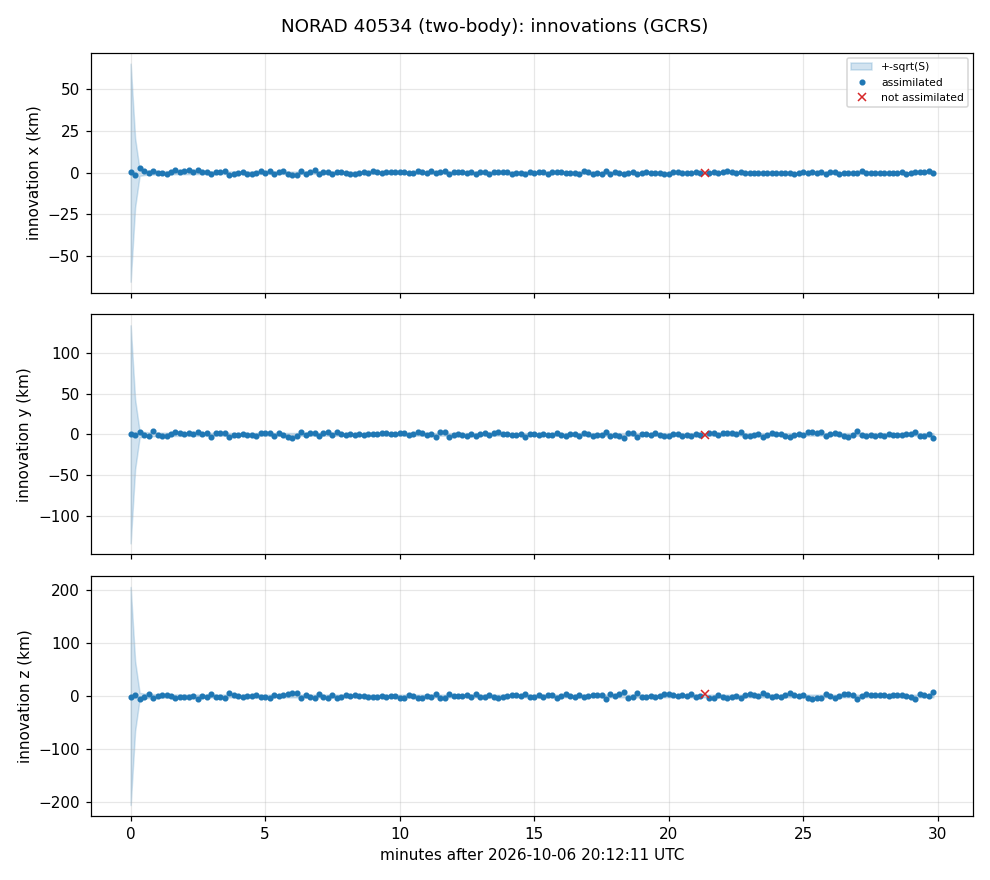 NORAD 40534 (two-body): innovations (GCRS)
+-sqrt(S)
assimilated
not assimilated
innovation x (km)
50
25
0
−25
−50
innovation y (km)
100
50
0
−50
−100
innovation z (km)
200
100
0
−100
−200
0 5 10 15 20 25 30
minutes after 2026-10-06 20:12:11 UTC